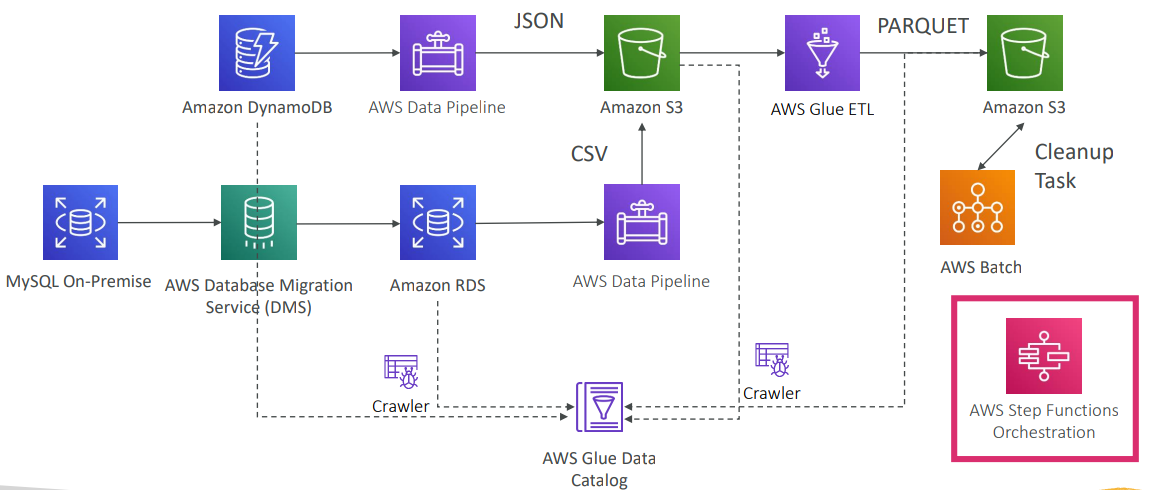 JSON
PARQUET
Amazon DynamoDB
AWS Data Pipeline
Amazon S3
AWS Glue ETL
Amazon S3
CSV
Cleanup
Task
MySQL On-Premise
AWS Database Migration
Service (DMS)
Amazon RDS
AWS Data Pipeline
AWS Batch
Crawler
Crawler
AWS Step Functions
Orchestration
AWS Glue Data
Catalog